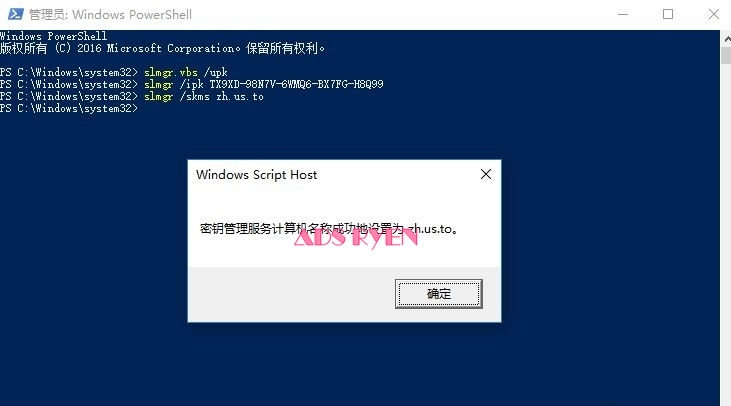 管理员: Windows PowerShell
Windows PowerShell
版权所有 (C) 2016 Microsoft Corporation。保留所有权利。
PS C:\Windows\system32> slmgr.vbs /upk
PS C:\Windows\system32> slmgr /ipk TX9XD-98N7V-6WMQ6-BX7FG-H8Q99
PS C:\Windows\system32> slmgr /skms zh.us.to
PS C:\Windows\system32>
Windows Script Host
密钥管理服务计算机名称成功地设置为 zh.us.to。
ADS RYEN
确定